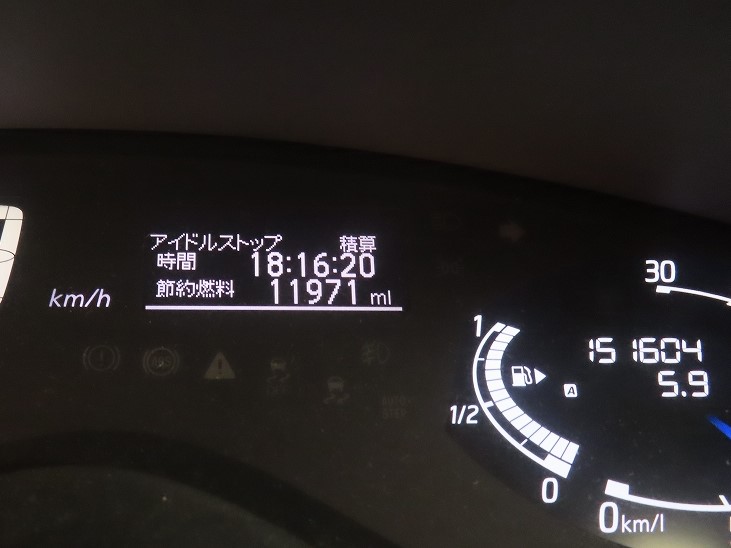 アイドルストップ 積算
時間 18:16:20
節約燃料 11971 ml
km/h
30
1
151604
A
5.9
1/2
0
0km/l